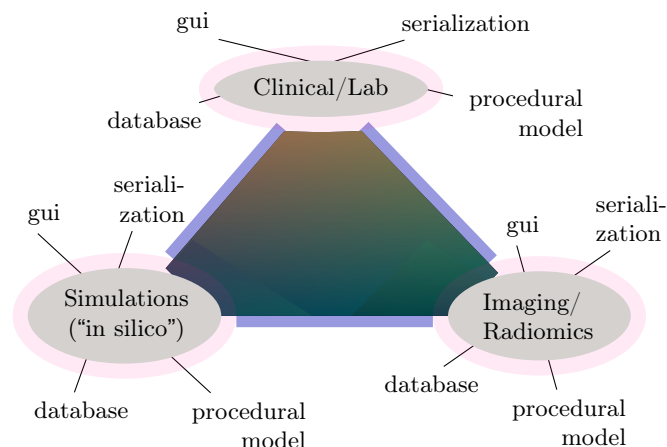 gui
serialization
Clinical/Lab
database
procedural
model
seriali-
zation
gui
Simulations
(“in silico”)
database
procedural
model
seriali-
zation
gui
Imaging/
Radiomics
database
procedural
model